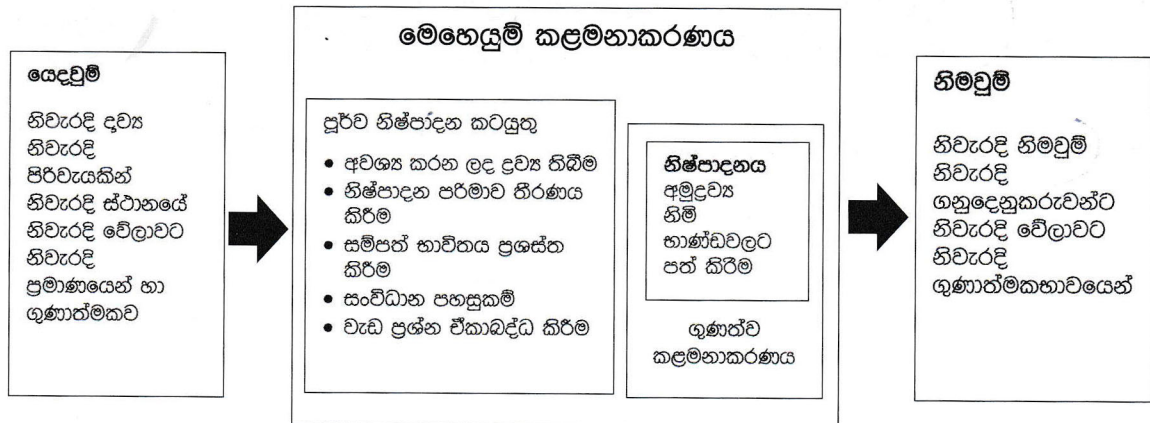 මෙහෙයුම් කළමනාකරණය
යෙදවුම්
නිවැරදි ද්‍රව්‍ය
නිවැරදි
පිරිවැයකින්
නිවැරදි ස්ථානයේ
නිවැරදි වේලාවට
නිවැරදි
ප්‍රමාණයෙන් හා
ගුණාත්මකව
පූර්ව නිෂ්පාදන කටයුතු
• අවශ්‍ය කරන ලද ද්‍රව්‍ය තිබීම
• නිෂ්පාදන පරිමාව තීරණය
කිරීම
• සම්පත් භාවිතය ප්‍රශස්ත
කිරීම
• සංවිධාන පහසුකම්
• වැඩ ප්‍රශ්න ඒකාබද්ධ කිරීම
නිෂ්පාදනය
අමුද්‍රව්‍ය
නිමි
භාණ්ඩවලට
පත් කිරීම
ගුණත්ව
කළමනාකරණය
නිමවුම්
නිවැරදි නිමවුම්
නිවැරදි
ගනුදෙනුකරුවන්ට
නිවැරදි වේලාවට
නිවැරදි
ගුණාත්මකභාවයෙන්